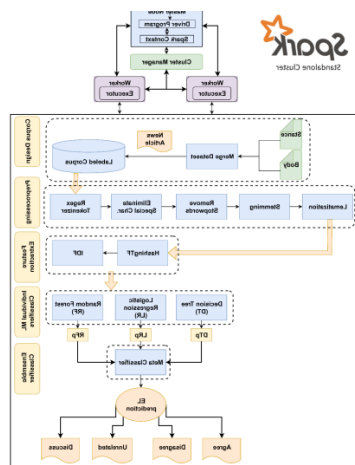 Master Node
Driver Program
Spark Context
Spark
Standalone Cluster
Cluster Manager
Worker
Executor
Worker
Executor
Corpus Details
Stance
Body
Merge Dataset
News
Article
Labeled Corpus
Preprocessing
Lematization
Stemming
Remove
Stopwords
Eliminate
Special Char.
Regex
Tokenizer
Feature
Extraction
HashingTF
IDF
Individual ML
Classifiers
Decision Tree
(DT)
Logistic
Regression
(LR)
Random Forest
(RF)
DTp
LRp
RFp
Ensemble
Classifier
Meta Classifier
EL
prediction
Agree
Disagree
Unrelated
Discuss